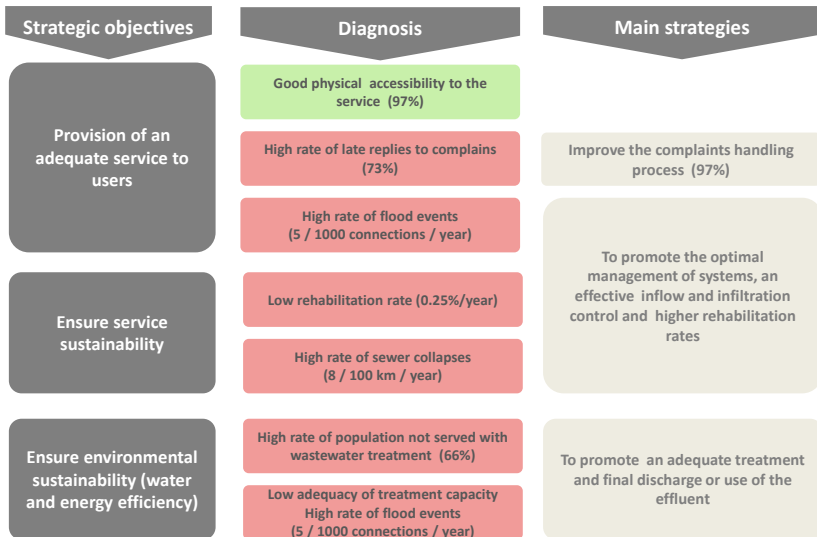 Strategic objectives
Diagnosis
Main strategies
Provision of an
adequate service to
users
Good physical accessibility to the
service (97%)
High rate of late replies to complains
(73%)
Improve the complaints handling
process (97%)
High rate of flood events
(5 / 1000 connections / year)
To promote the optimal
management of systems, an
effective inflow and infiltration
control and higher rehabilitation
rates
Ensure service
sustainability
Low rehabilitation rate (0.25%/year)
High rate of sewer collapses
(8 / 100 km / year)
Ensure environmental
sustainability (water
and energy efficiency)
High rate of population not served with
wastewater treatment (66%)
Low adequacy of treatment capacity
High rate of flood events
(5 / 1000 connections / year)
To promote an adequate treatment
and final discharge or use of the
effluent